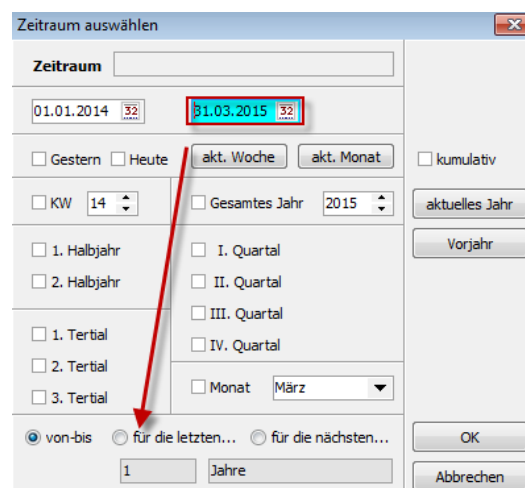 Zeitraum auswählen
Zeitraum
01.01.2014 32 31.03.2015 32
Gestern Heute akt. Woche akt. Monat kumulativ
KW 14 Gesamtes Jahr 2015 aktuelles Jahr
1. Halbjahr I. Quartal Vorjahr
2. Halbjahr II. Quartal
III. Quartal
1. Tertial IV. Quartal
2. Tertial
3. Tertial Monat März
von-bis für die letzten... für die nächsten... OK
1 Jahre Abbrechen